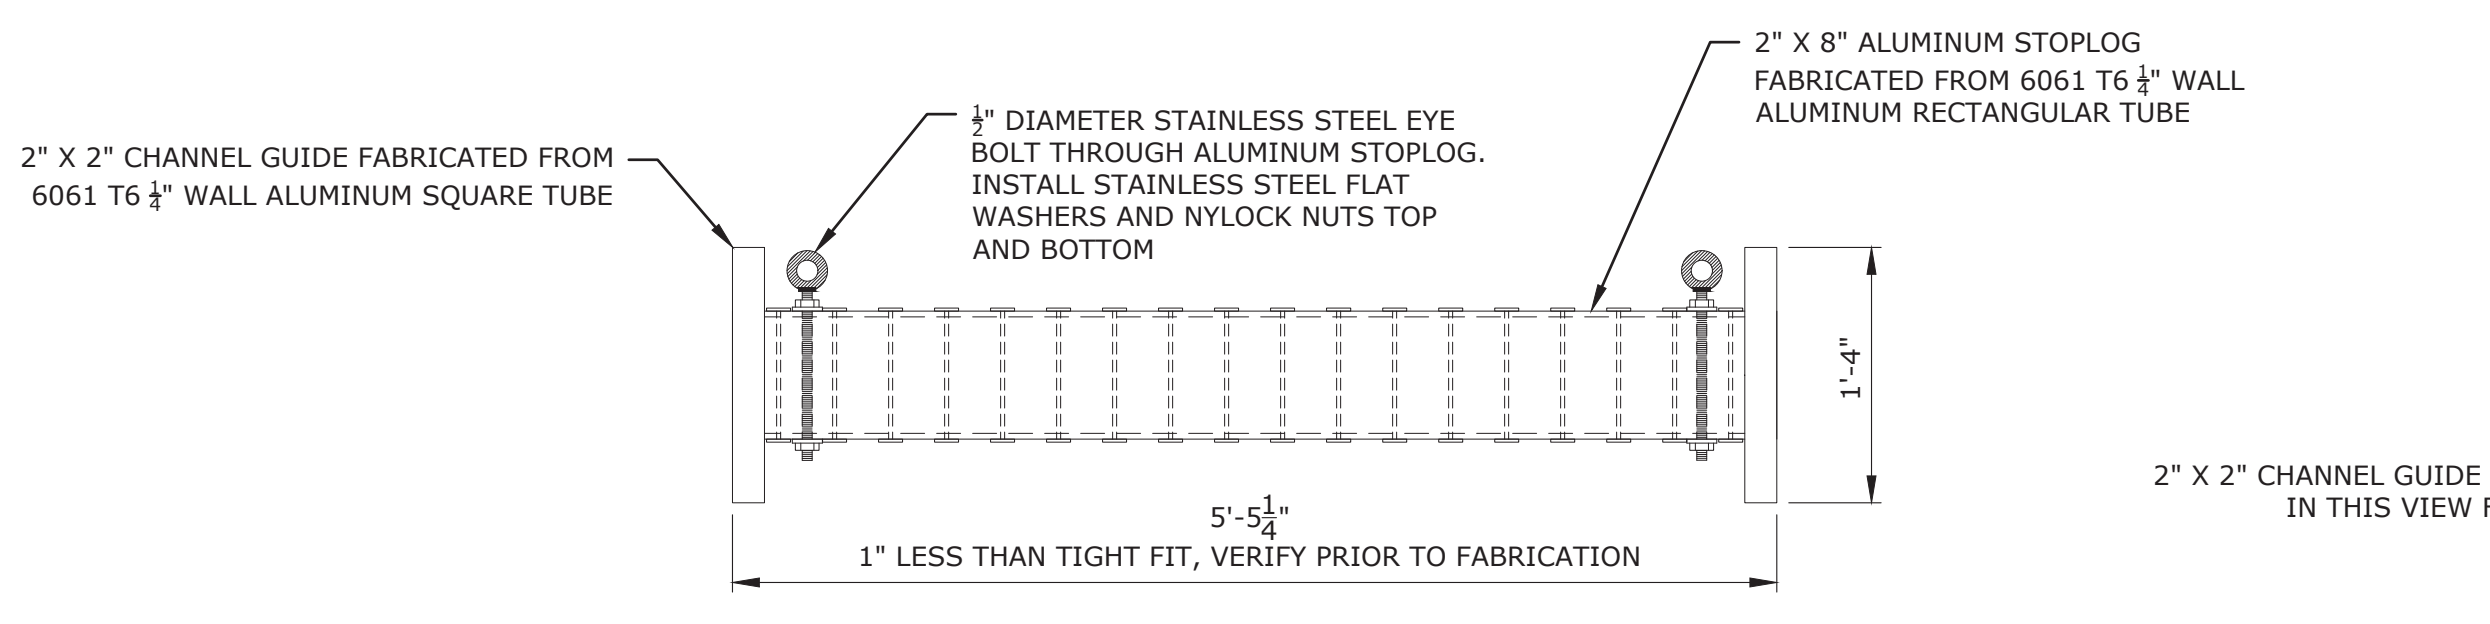 2" X 8" ALUMINUM STOPLOG
FABRICATED FROM 6061 T6 1/4" WALL
ALUMINUM RECTANGULAR TUBE
1/2" DIAMETER STAINLESS STEEL EYE
BOLT THROUGH ALUMINUM STOPLOG.
INSTALL STAINLESS STEEL FLAT
WASHERS AND NYLOCK NUTS TOP
AND BOTTOM
2" X 2" CHANNEL GUIDE FABRICATED FROM
6061 T6 1/4" WALL ALUMINUM SQUARE TUBE
1'-4"
5'-5 1/4"
1" LESS THAN TIGHT FIT, VERIFY PRIOR TO FABRICATION
2" X 2" CHANNEL GUIDE
IN THIS VIEW